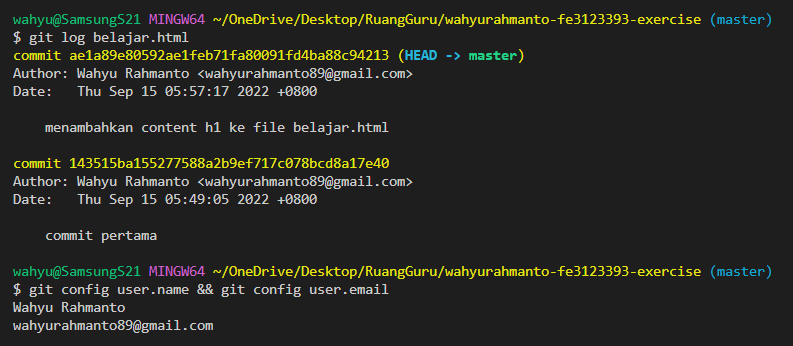 wahyu@SamsungS21 MINGW64 ~/OneDrive/Desktop/RuangGuru/wahyurahmanto-fe3123393-exercise (master)
$ git log belajar.html
commit ae1a89e80592ae1feb71fa80091fd4ba88c94213 (HEAD -> master)
Author: Wahyu Rahmanto <wahyurahmanto89@gmail.com>
Date:   Thu Sep 15 05:57:17 2022 +0800
    menambahkan content h1 ke file belajar.html
commit 143515ba155277588a2b9ef717c078bcd8a17e40
Author: Wahyu Rahmanto <wahyurahmanto89@gmail.com>
Date:   Thu Sep 15 05:49:05 2022 +0800
    commit pertama
wahyu@SamsungS21 MINGW64 ~/OneDrive/Desktop/RuangGuru/wahyurahmanto-fe3123393-exercise (master)
$ git config user.name && git config user.email
Wahyu Rahmanto
wahyurahmanto89@gmail.com